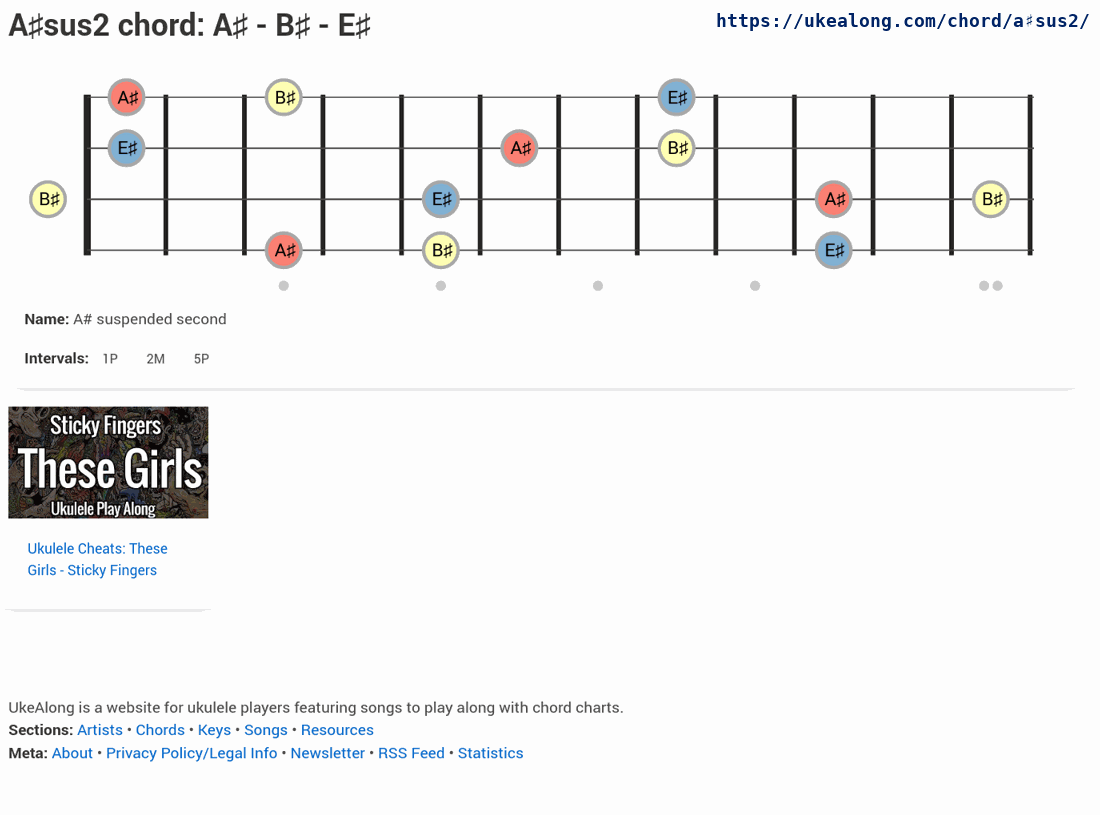 A♯sus2 chord: A♯ - B♯ - E♯
https://ukealong.com/chord/a♯sus2/
A♯ B♯ E♯
E♯ A♯ B♯
B♯ E♯ A♯ B♯
A♯ B♯ E♯
Name: A# suspended second
Intervals: 1P 2M 5P
Sticky Fingers
These Girls
Ukulele Play Along
Ukulele Cheats: These
Girls - Sticky Fingers
UkeAlong is a website for ukulele players featuring songs to play along with chord charts.
Sections: Artists • Chords • Keys • Songs • Resources
Meta: About • Privacy Policy/Legal Info • Newsletter • RSS Feed • Statistics